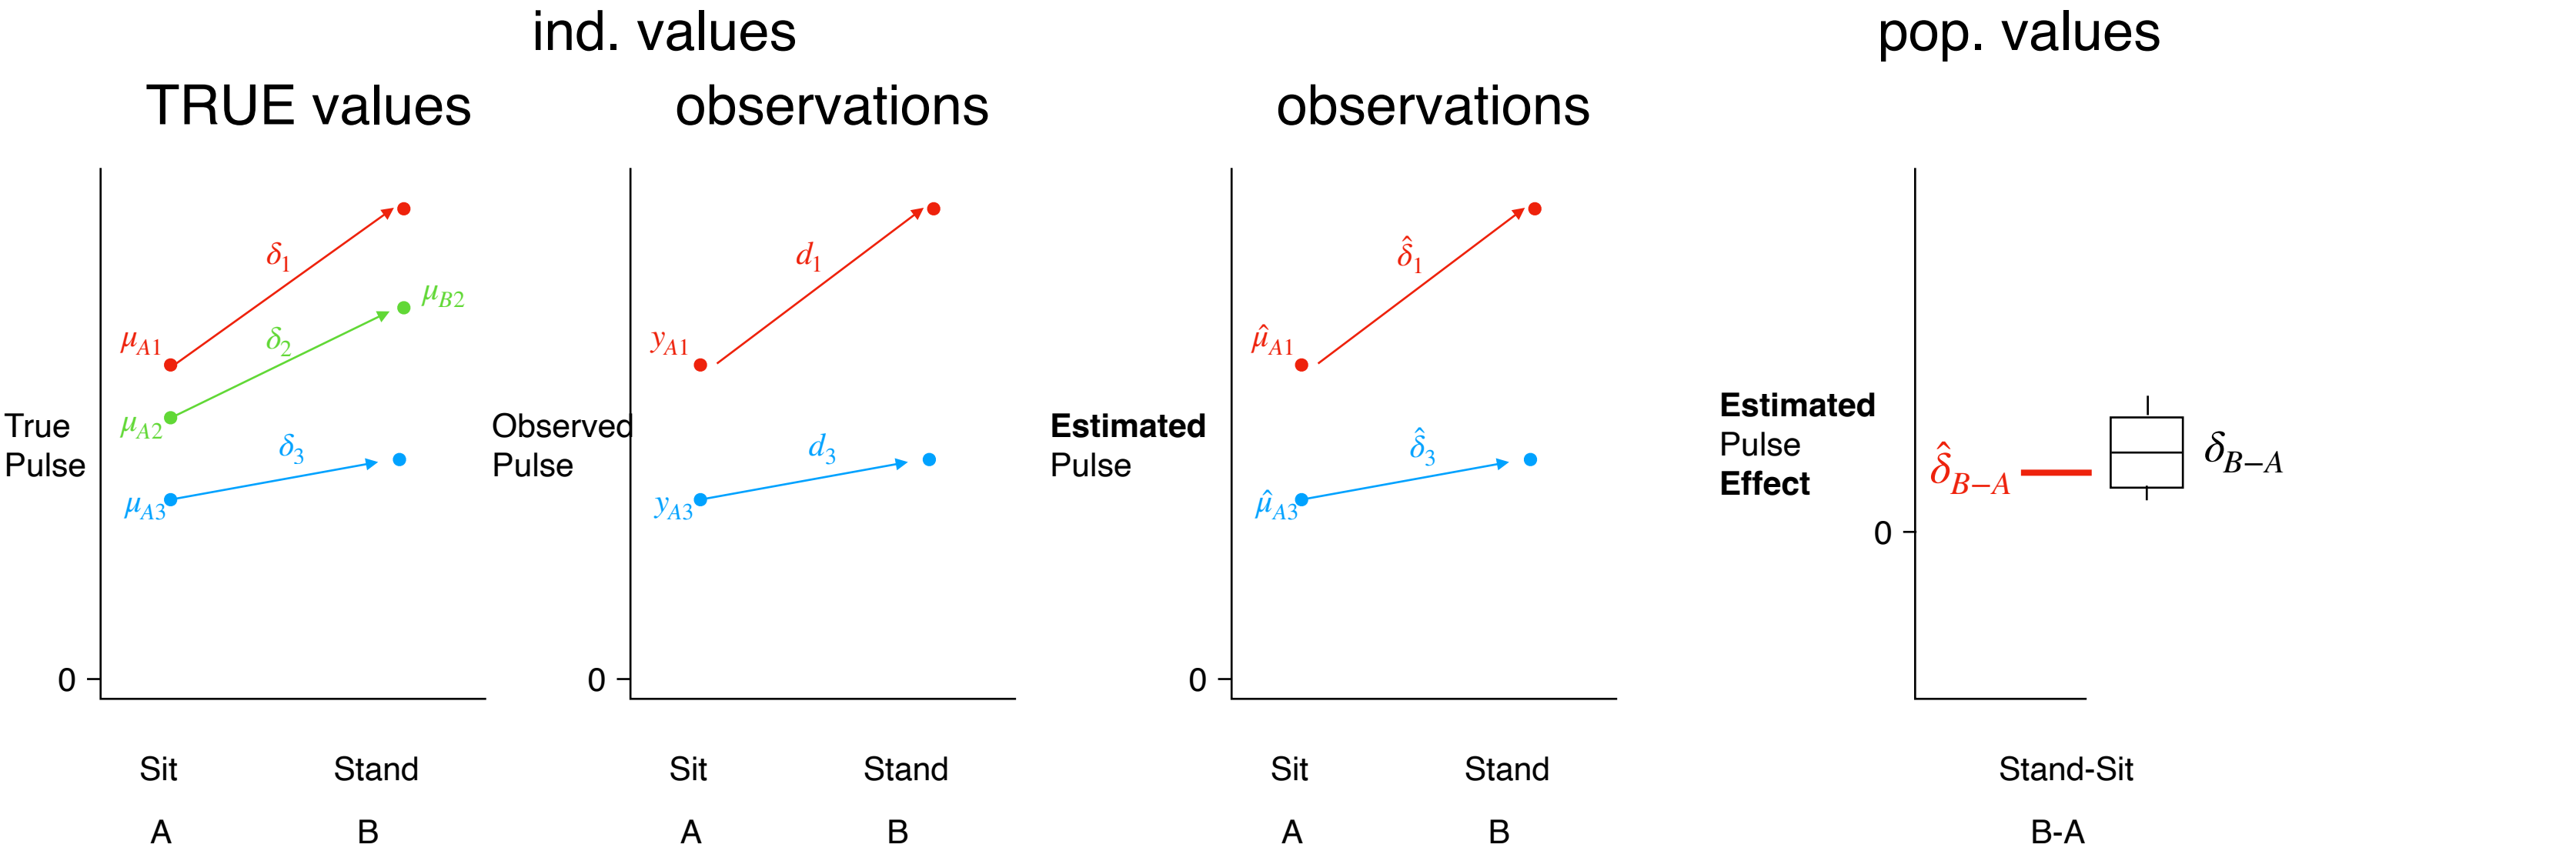 ind. values
pop. values
TRUE values
observations
observations
True
Pulse
δ1
μA1
μB2
δ2
μA2
δ3
μA3
0
Sit
Stand
A
B
Observed
Pulse
d1
yA1
d3
yA3
0
Sit
Stand
A
B
Estimated
Pulse
δ̂1
μ̂A1
δ̂3
μ̂A3
0
Sit
Stand
A
B
Estimated
Pulse
Effect
δ̂B−A
δB−A
0
Stand-Sit
B-A